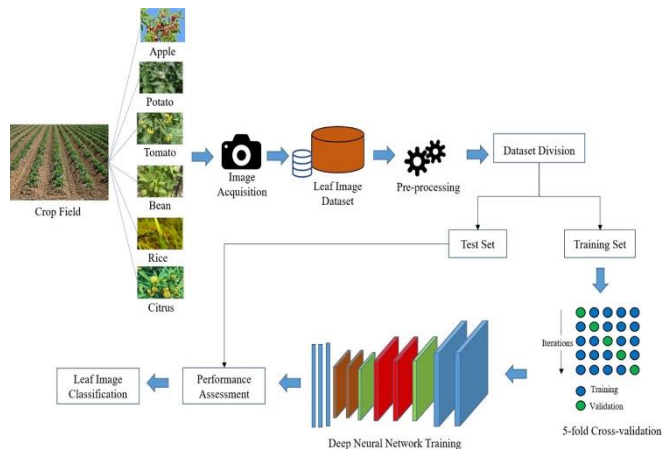 Apple
Potato
Tomato
Bean
Rice
Citrus
Crop Field
Image
Acquisition
Leaf Image
Dataset
Pre-processing
Dataset Division
Test Set
Training Set
Iterations
Training
Validation
5-fold Cross-validation
Deep Neural Network Training
Performance
Assessment
Leaf Image
Classification